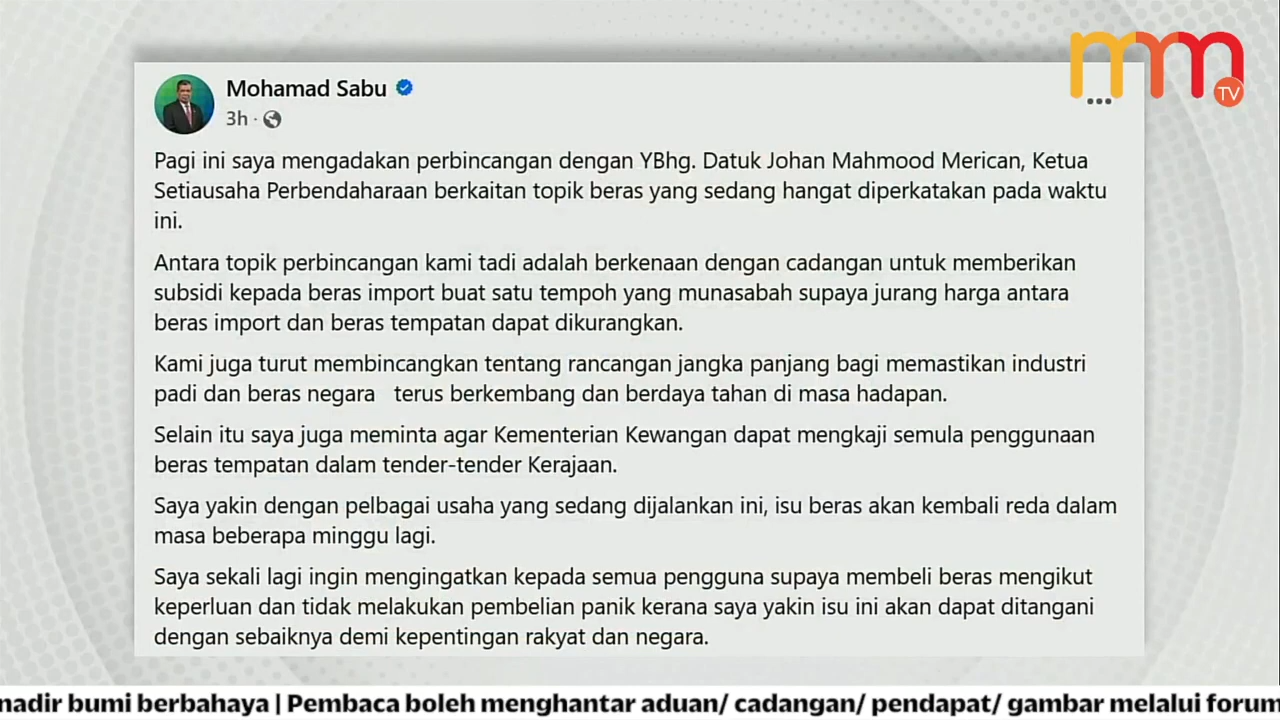 mm
TV
Mohamad Sabu
3h ·
Pagi ini saya mengadakan perbincangan dengan YBhg. Datuk Johan Mahmood Merican, Ketua
Setiausaha Perbendaharaan berkaitan topik beras yang sedang hangat diperkatakan pada waktu
ini.
Antara topik perbincangan kami tadi adalah berkenaan dengan cadangan untuk memberikan
subsidi kepada beras import buat satu tempoh yang munasabah supaya jurang harga antara
beras import dan beras tempatan dapat dikurangkan.
Kami juga turut membincangkan tentang rancangan jangka panjang bagi memastikan industri
padi dan beras negara terus berkembang dan berdaya tahan di masa hadapan.
Selain itu saya juga meminta agar Kementerian Kewangan dapat mengkaji semula penggunaan
beras tempatan dalam tender-tender Kerajaan.
Saya yakin dengan pelbagai usaha yang sedang dijalankan ini, isu beras akan kembali reda dalam
masa beberapa minggu lagi.
Saya sekali lagi ingin mengingatkan kepada semua pengguna supaya membeli beras mengikut
keperluan dan tidak melakukan pembelian panik kerana saya yakin isu ini akan dapat ditangani
dengan sebaiknya demi kepentingan rakyat dan negara.
nadir bumi berbahaya | Pembaca boleh menghantar aduan/ cadangan/ pendapat/ gambar melalui forum